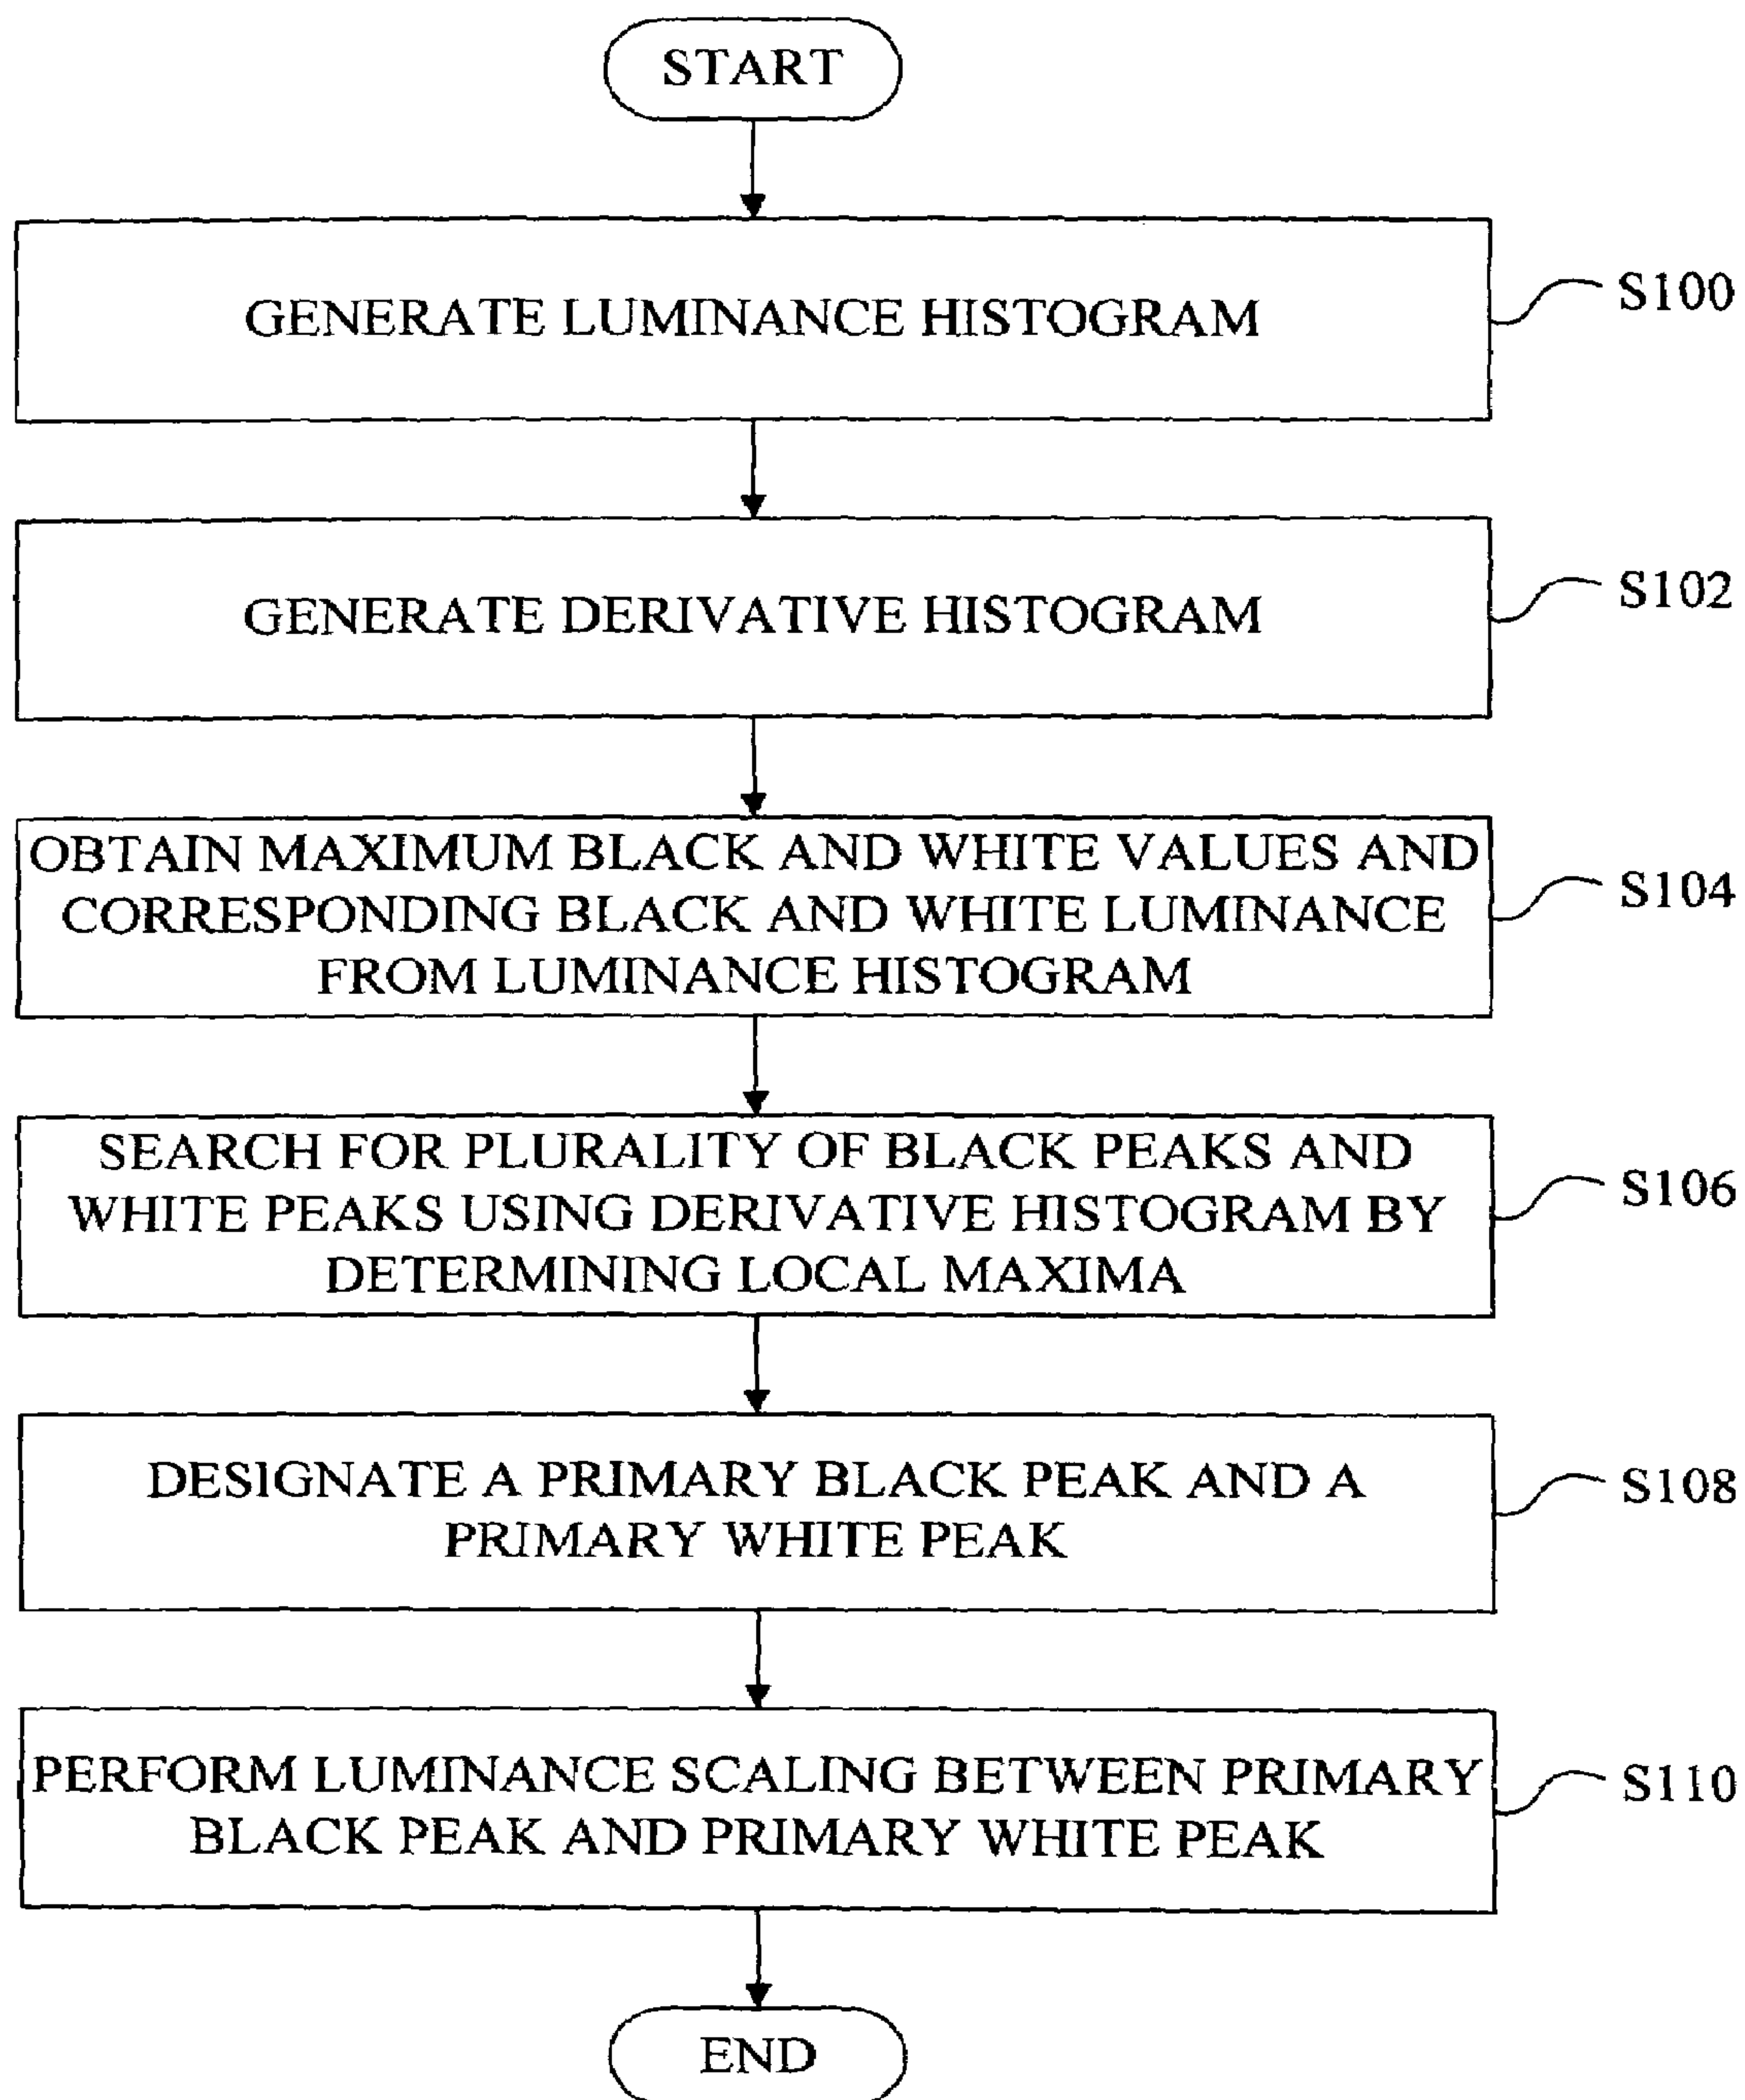 START
GENERATE LUMINANCE HISTOGRAM
S100
GENERATE DERIVATIVE HISTOGRAM
S102
OBTAIN MAXIMUM BLACK AND WHITE VALUES AND
CORRESPONDING BLACK AND WHITE LUMINANCE
FROM LUMINANCE HISTOGRAM
S104
SEARCH FOR PLURALITY OF BLACK PEAKS AND
WHITE PEAKS USING DERIVATIVE HISTOGRAM BY
DETERMINING LOCAL MAXIMA
S106
DESIGNATE A PRIMARY BLACK PEAK AND A
PRIMARY WHITE PEAK
S108
PERFORM LUMINANCE SCALING BETWEEN PRIMARY
BLACK PEAK AND PRIMARY WHITE PEAK
S110
END